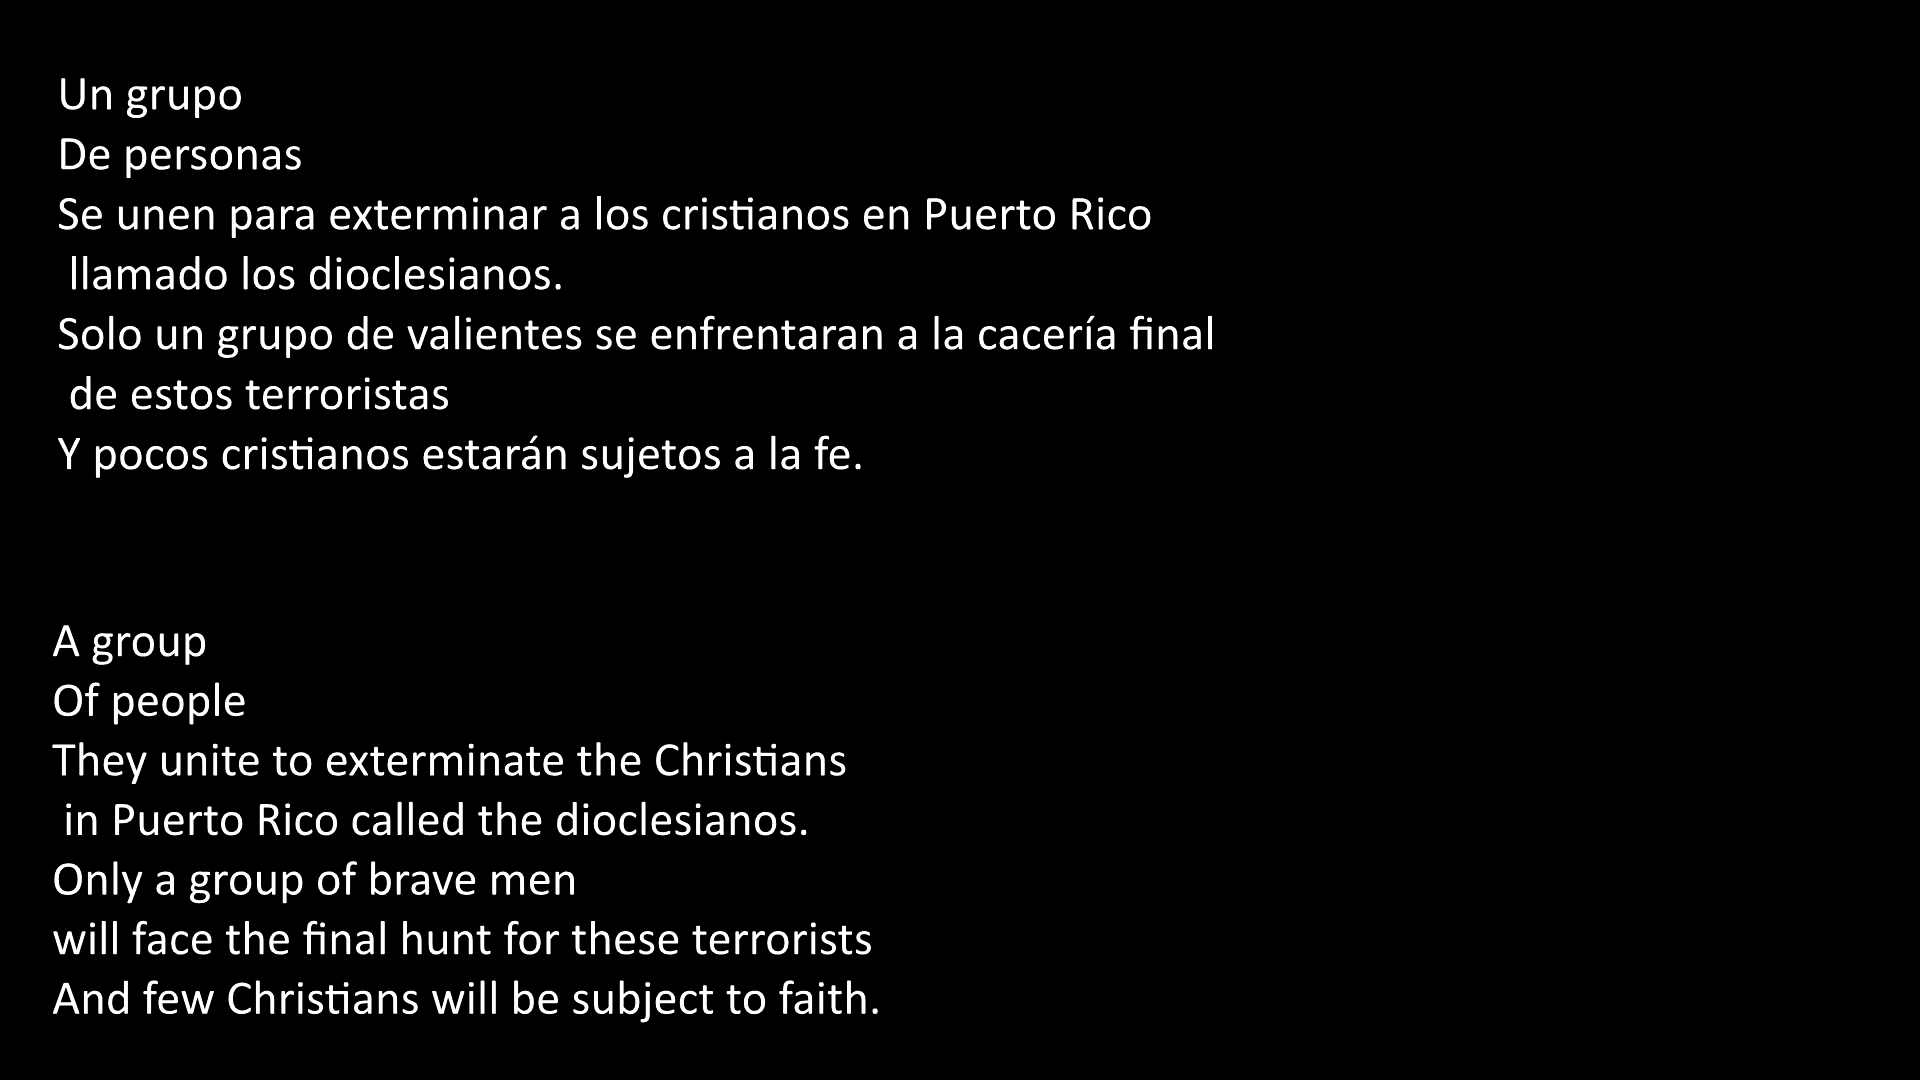 Un grupo
De personas
Se unen para exterminar a los cristianos en Puerto Rico
llamado los dioclesianos.
Solo un grupo de valientes se enfrentaran a la cacería final
de estos terroristas
Y pocos cristianos estarán sujetos a la fe.
A group
Of people
They unite to exterminate the Christians
in Puerto Rico called the dioclesianos.
Only a group of brave men
will face the final hunt for these terrorists
And few Christians will be subject to faith.